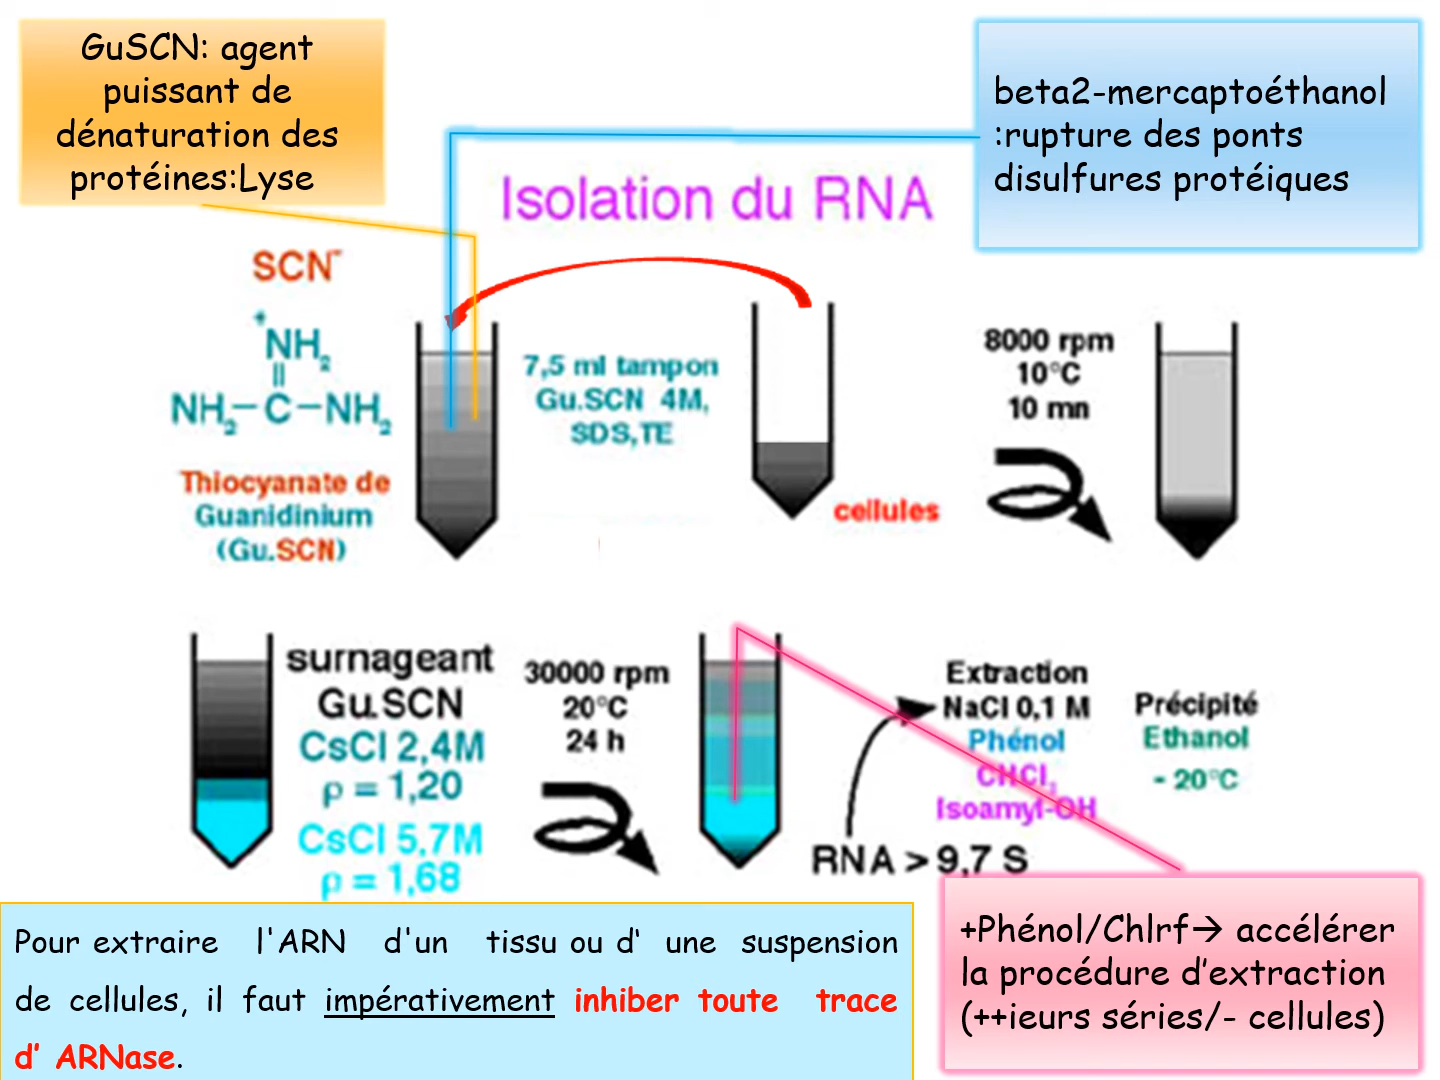 GuSCN: agent
puissant de
dénaturation des
protéines:Lyse
beta2-mercaptoéthanol
:rupture des ponts
disulfures protéiques
Isolation du RNA
SCN⁻
+
NH₂
||
NH₂–C–NH₂
Thiocyanate de
Guanidinium
(Gu.SCN)
7,5 ml tampon
Gu.SCN 4M,
SDS,TE
cellules
8000 rpm
10°C
10 mn
surnageant
Gu.SCN
CsCl 2,4M
ρ = 1,20
CsCl 5,7M
ρ = 1,68
30000 rpm
20°C
24 h
RNA > 9,7 S
Extraction
NaCl 0,1 M
Phénol
CHCl₃
Isoamyl-OH
Précipité
Ethanol
- 20°C
Pour extraire l'ARN d'un tissu ou d‘ une suspension
de cellules, il faut impérativement inhiber toute trace
d’ ARNase.
+Phénol/Chlrf→ accélérer
la procédure d’extraction
(++ieurs séries/- cellules)